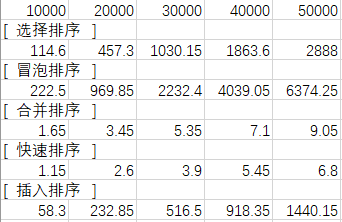 10000 20000 30000 40000 50000
[ 选择排序 ]
114.6 457.3 1030.15 1863.6 2888
[ 冒泡排序 ]
222.5 969.85 2232.4 4039.05 6374.25
[ 合并排序 ]
1.65 3.45 5.35 7.1 9.05
[ 快速排序 ]
1.15 2.6 3.9 5.45 6.8
[ 插入排序 ]
58.3 232.85 516.5 918.35 1440.15